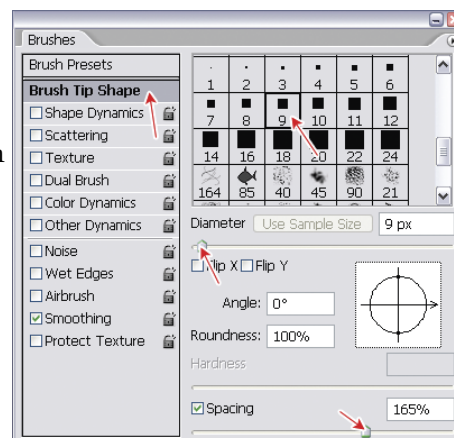 Brushes
Brush Presets
Brush Tip Shape
Shape Dynamics
Scattering
Texture
Dual Brush
Color Dynamics
Other Dynamics
Noise
Wet Edges
Airbrush
Smoothing
Protect Texture
1 2 3 4 5 6
7 8 9 10 11 12
14 16 18 20 22 24
164 85 40 45 90 21
Diameter Use Sample Size 9 px
Flip X Flip Y
Angle: 0°
Roundness: 100%
Hardness
Spacing 165%